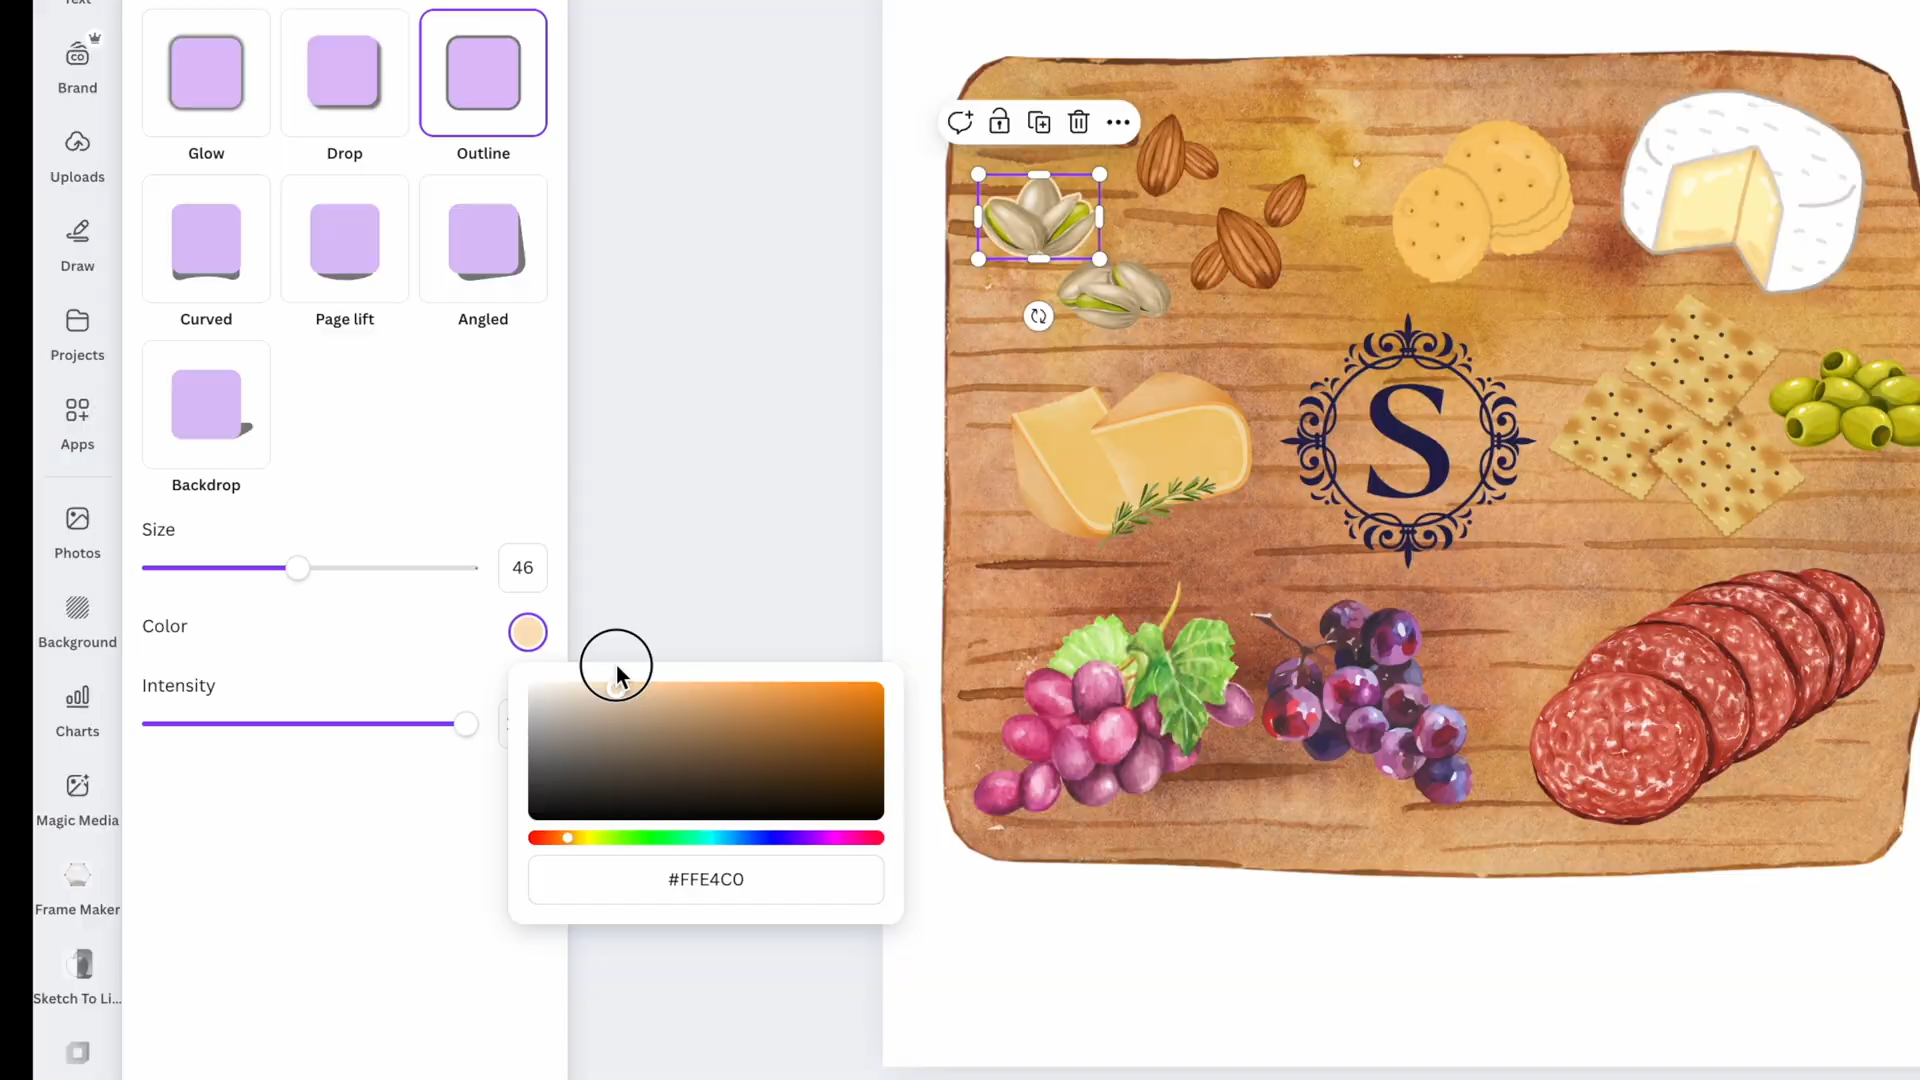 Text
Brand
Uploads
Draw
Projects
Apps
Photos
Background
Charts
Magic Media
Frame Maker
Sketch To Li...
Glow
Drop
Outline
Curved
Page lift
Angled
Backdrop
Size
46
Color
Intensity
#FFE4C0
S